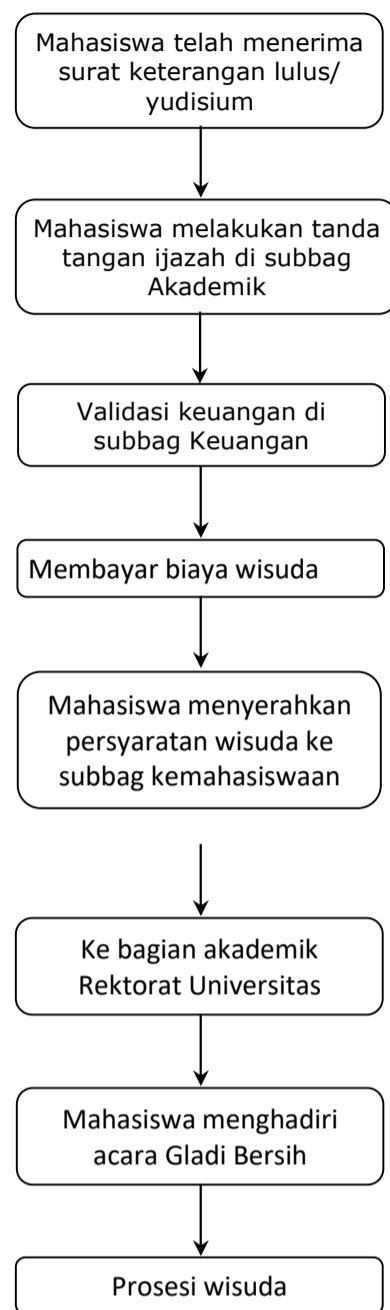 Mahasiswa telah menerima
surat keterangan lulus/
yudisium
Mahasiswa melakukan tanda
tangan ijazah di subbag
Akademik
Validasi keuangan di
subbag Keuangan
Membayar biaya wisuda
Mahasiswa menyerahkan
persyaratan wisuda ke
subbag kemahasiswaan
Ke bagian akademik
Rektorat Universitas
Mahasiswa menghadiri
acara Gladi Bersih
Prosesi wisuda